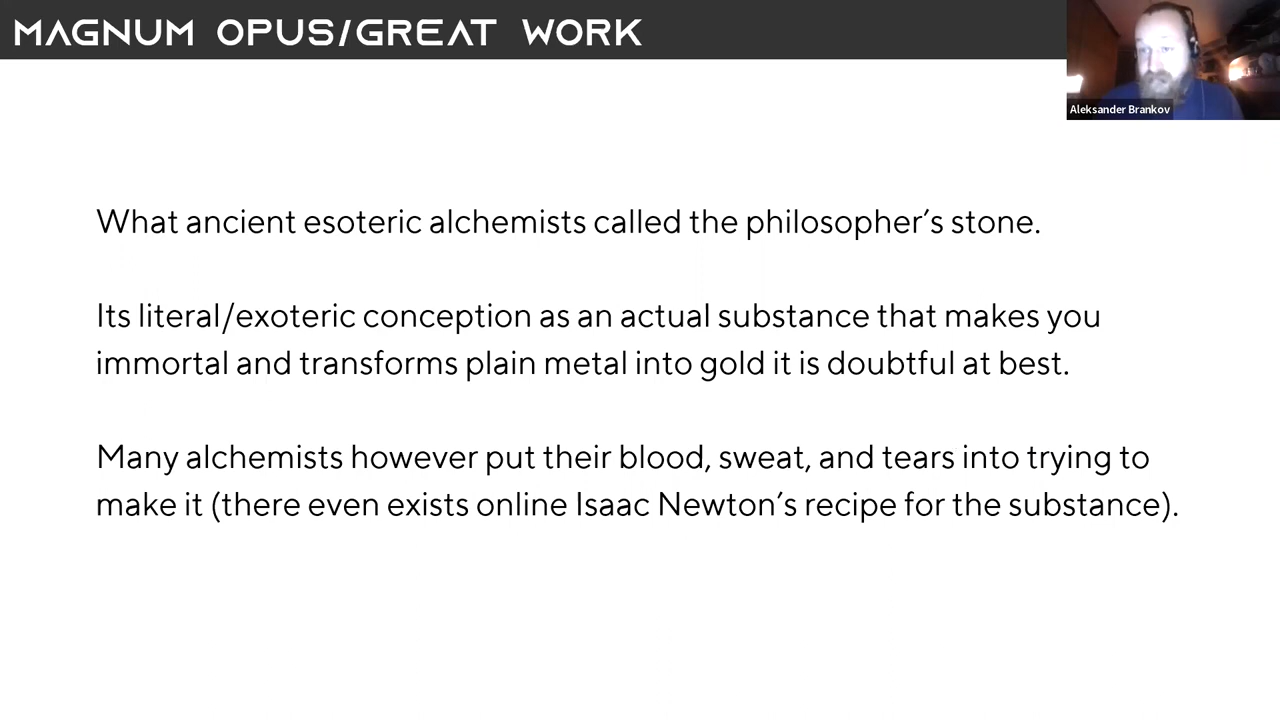 MAGNUM OPUS/GREAT WORK
Aleksander Brankov
What ancient esoteric alchemists called the philosopher's stone.
Its literal/exoteric conception as an actual substance that makes you
immortal and transforms plain metal into gold it is doubtful at best.
Many alchemists however put their blood, sweat, and tears into trying to
make it (there even exists online Isaac Newton's recipe for the substance).